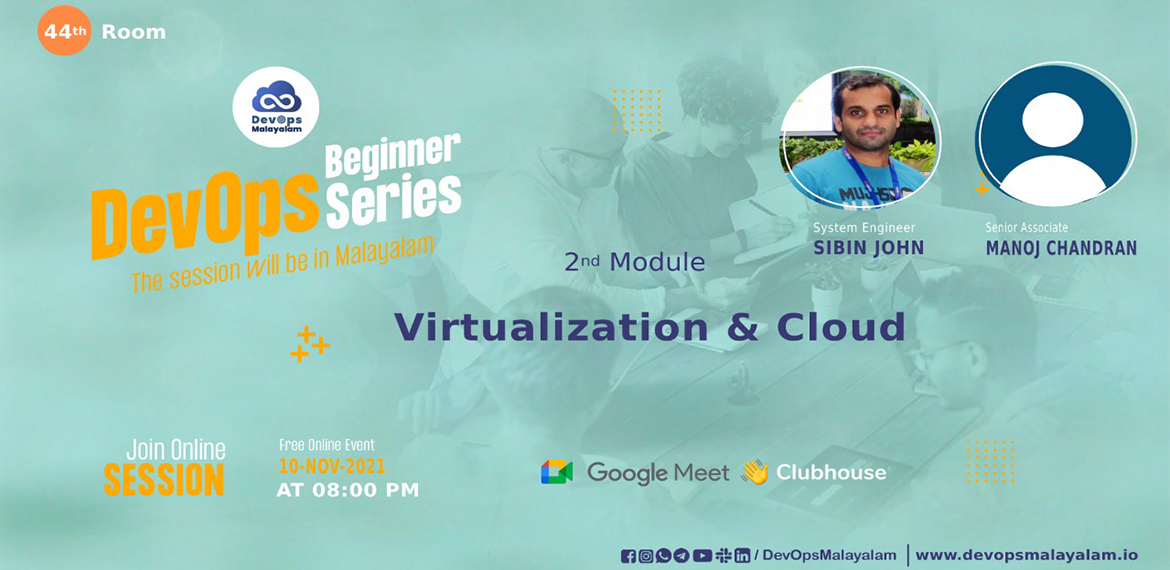 44th Room
DevOps
Malayalam
Beginner
DevOps Series
The session will be in Malayalam
System Engineer
SIBIN JOHN
Senior Associate
MANOJ CHANDRAN
2nd Module
Virtualization & Cloud
Join Online
SESSION
Free Online Event
10-NOV-2021
AT 08:00 PM
Google Meet
Clubhouse
/ DevOpsMalayalam | www.devopsmalayalam.io